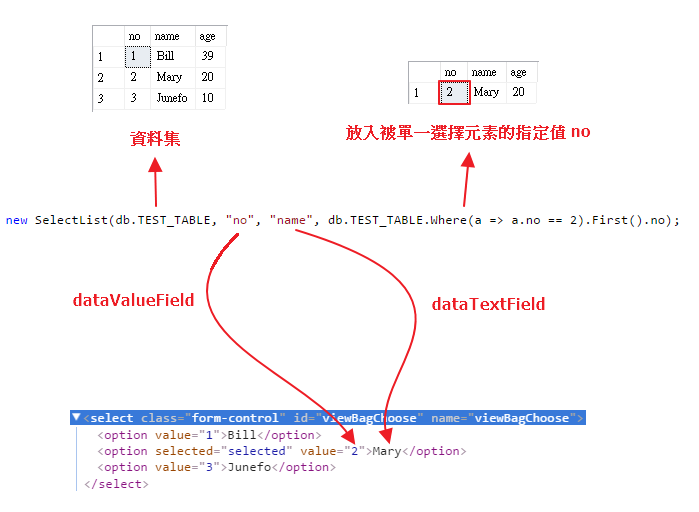 no name age
1 1 Bill 39
2 2 Mary 20
3 3 Junefo 10
no name age
1 2 Mary 20
資料集
放入被單一選擇元素的指定值 no
new SelectList(db.TEST_TABLE, "no", "name", db.TEST_TABLE.Where(a => a.no == 2).First().no);
dataValueField
dataTextField
<select class="form-control" id="viewBagChoose" name="viewBagChoose">
<option value="1">Bill</option>
<option selected="selected" value="2">Mary</option>
<option value="3">Junefo</option>
</select>